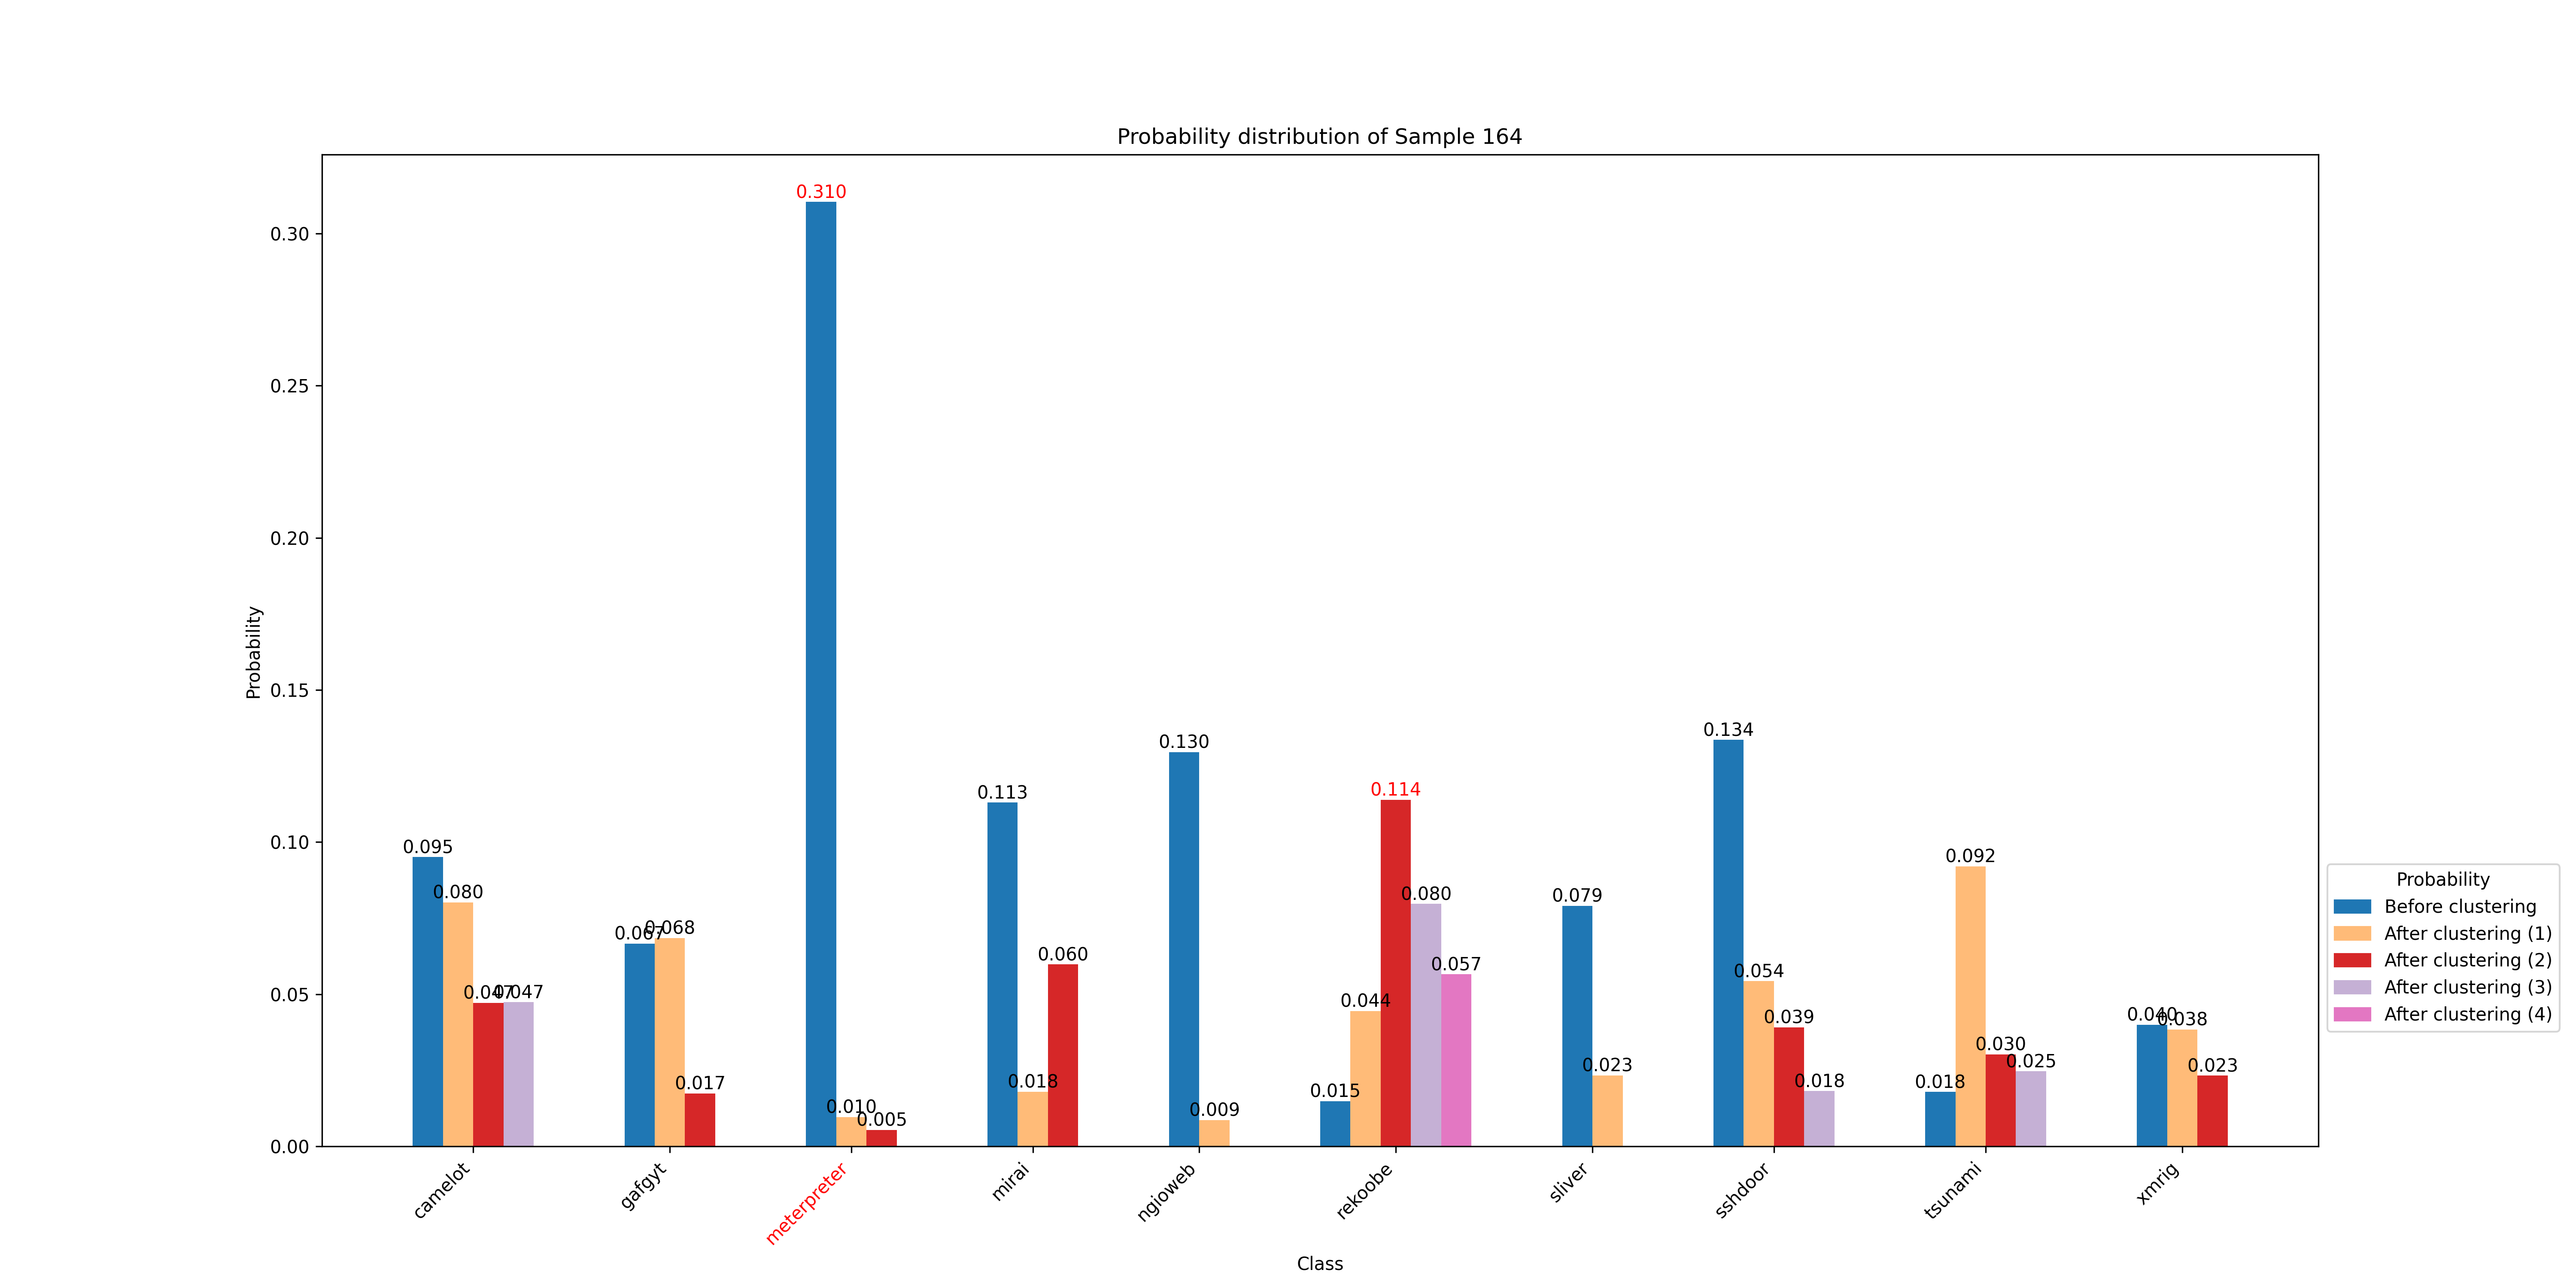 Probability distribution of Sample 164
0.310
0.30
0.25
0.20
0.15
0.10
0.05
0.00
Probability
0.095
0.080
0.047
0.047
0.067
0.068
0.017
0.010
0.005
0.113
0.018
0.060
0.130
0.009
0.015
0.044
0.114
0.080
0.057
0.079
0.023
0.134
0.054
0.039
0.018
0.018
0.092
0.030
0.025
0.040
0.038
0.023
camelot
gafgyt
meterpreter
mirai
ngioweb
rekoobe
sliver
sshdoor
tsunami
xmrig
Class
Probability
Before clustering
After clustering (1)
After clustering (2)
After clustering (3)
After clustering (4)